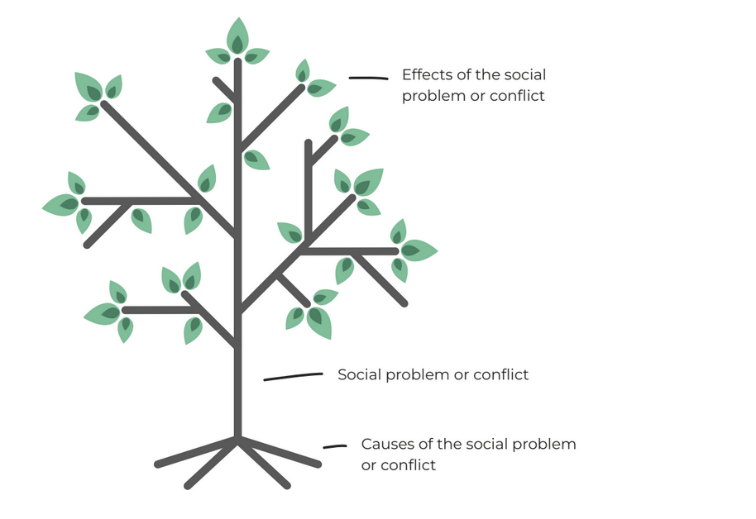 Effects of the social
problem or conflict
Social problem or conflict
Causes of the social problem
or conflict